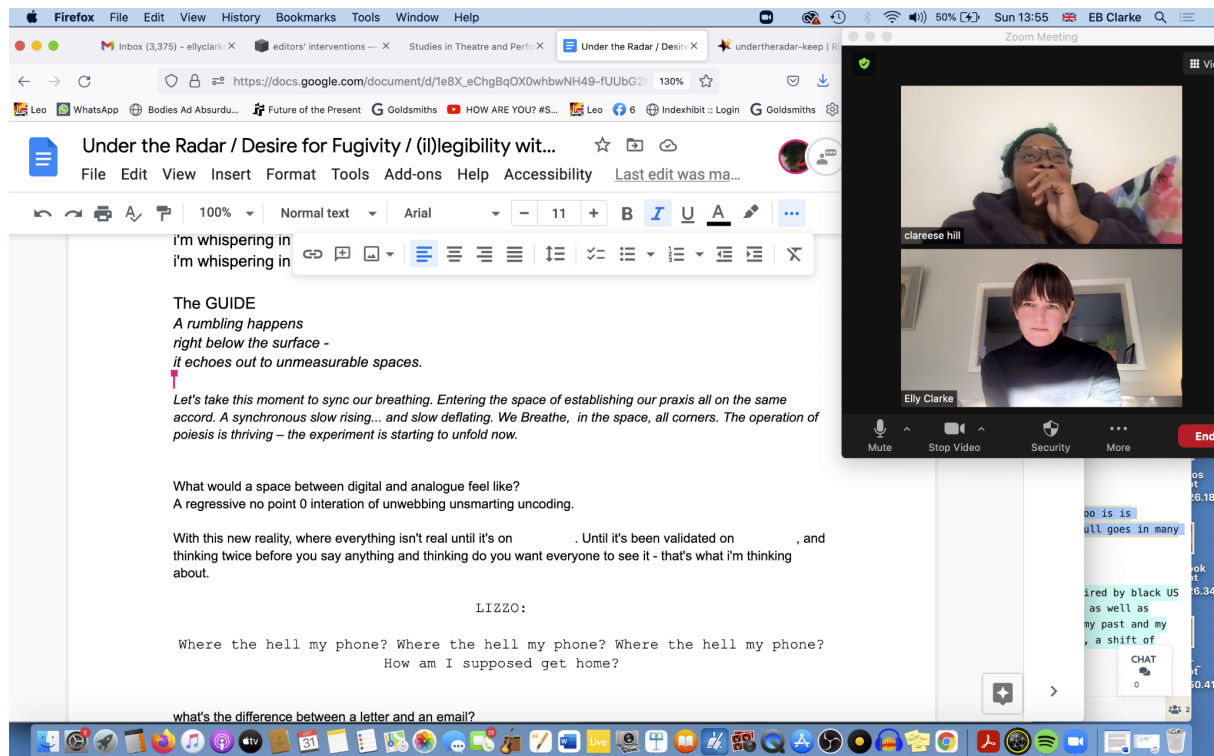 Firefox File Edit View History Bookmarks Tools Window Help 50% Sun 13:55 EB Clarke
Inbox (3,375) - ellyclark editors' interventions — Studies in Theatre and Perfo Under the Radar / Desire undertheradar-keep
Zoom Meeting
https://docs.google.com/document/d/1e8X_eChgBqOX0whbwNH49-fUUbG2 130%
Leo WhatsApp Bodies Ad Absurdu... Future of the Present Goldsmiths HOW ARE YOU? #S... Leo 6 Indexhibit :: Login Goldsmiths
Under the Radar / Desire for Fugivity / (il)legibility wit...
File Edit View Insert Format Tools Add-ons Help Accessibility Last edit was ma...
100% Normal text Arial 11 B I U A
i'm whispering in
i'm whispering in
The GUIDE
A rumbling happens
right below the surface -
it echoes out to unmeasurable spaces.
Let's take this moment to sync our breathing. Entering the space of establishing our praxis all on the same
accord. A synchronous slow rising... and slow deflating. We Breathe, in the space, all corners. The operation of
poiesis is thriving – the experiment is starting to unfold now.
What would a space between digital and analogue feel like?
A regressive no point 0 interation of unwebbing unsmarting uncoding.
With this new reality, where everything isn't real until it's on . Until it's been validated on , and
thinking twice before you say anything and thinking do you want everyone to see it - that's what i'm thinking
about.
LIZZO:
Where the hell my phone? Where the hell my phone? Where the hell my phone?
How am I supposed get home?
what's the difference between a letter and an email?
clareese hill
Elly Clarke
Mute Stop Video Security More End
oo is is
ull goes in many
ired by black US
as well as
my past and my
, a shift of
CHAT
0
2
26.18
26.34
50.41
OCT
31
tv
Live